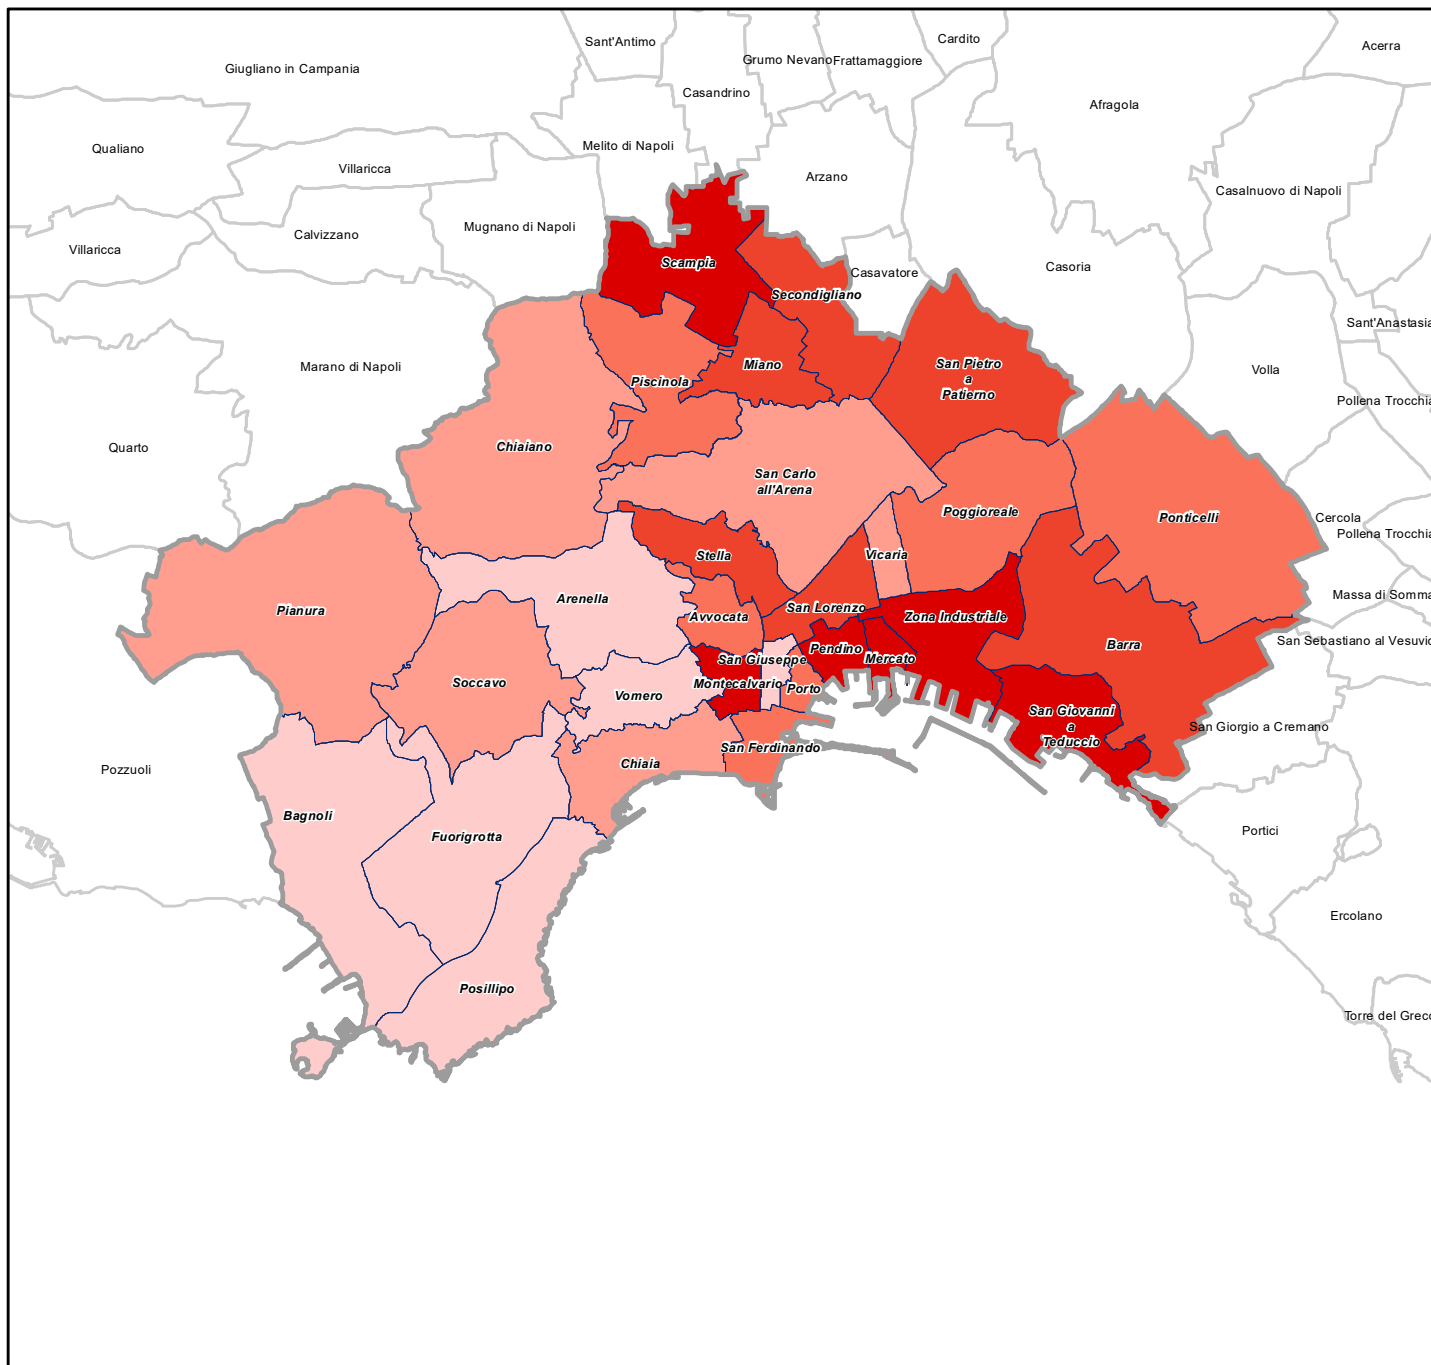 Sant'Antimo
Cardito
Acerra
Giugliano in Campania
Grumo Nevano
Frattamaggiore
Casandrino
Afragola
Qualiano
Melito di Napoli
Villaricca
Arzano
Casalnuovo di Napoli
Mugnano di Napoli
Calvizzano
Villaricca
Scampia
Casavatore
Casoria
Secondigliano
Sant'Anastasia
Marano di Napoli
Miano
San Pietro
a
Patierno
Volla
Piscinola
Pollena Trocchia
Quarto
Chiaiano
San Carlo
all'Arena
Poggioreale
Ponticelli
Cercola
Pollena Trocchia
Stella
Vicaria
Massa di Somma
Arenella
Pianura
San Lorenzo
Avvocata
Zona Industriale
San Sebastiano al Vesuvio
Barra
Pendino
San Giuseppe
Mercato
Soccavo
Montecalvario
Porto
Vomero
San Giovanni
a
Teduccio
San Giorgio a Cremano
San Ferdinando
Chiaia
Pozzuoli
Bagnoli
Fuorigrotta
Portici
Ercolano
Posillipo
Torre del Greco